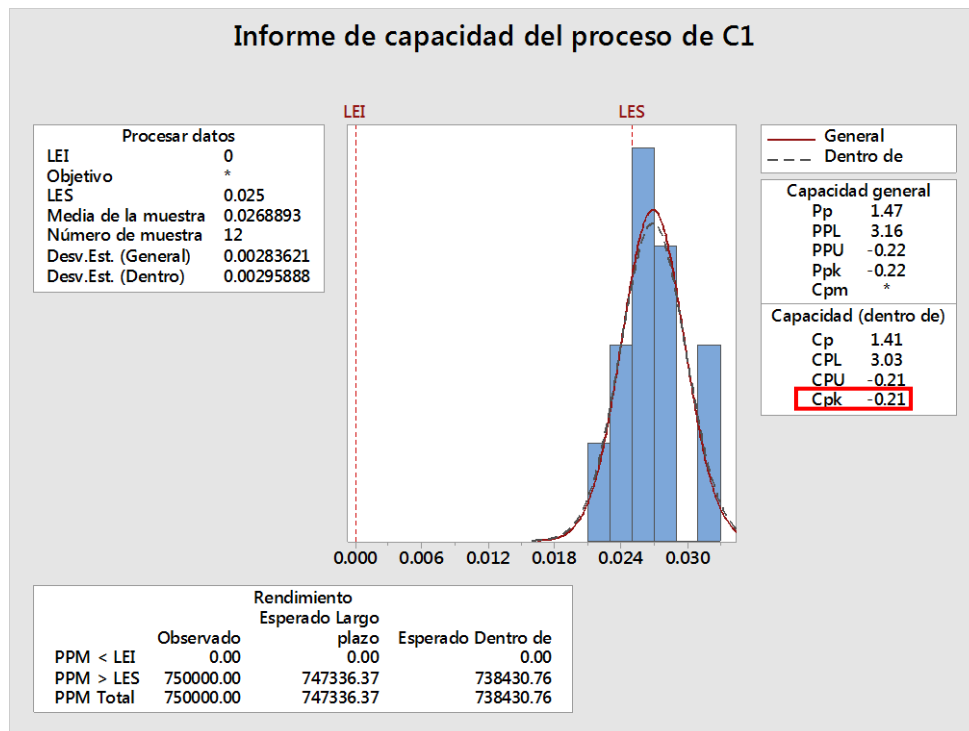 Informe de capacidad del proceso de C1
LEI LES
Procesar datos
LEI 0
Objetivo *
LES 0.025
Media de la muestra 0.0268893
Número de muestra 12
Desv.Est. (General) 0.00283621
Desv.Est. (Dentro) 0.00295888
General
Dentro de
Capacidad general
Pp 1.47
PPL 3.16
PPU -0.22
Ppk -0.22
Cpm *
Capacidad (dentro de)
Cp 1.41
CPL 3.03
CPU -0.21
Cpk -0.21
0.000 0.006 0.012 0.018 0.024 0.030
Rendimiento
Esperado Largo
Observado plazo Esperado Dentro de
PPM < LEI 0.00 0.00 0.00
PPM > LES 750000.00 747336.37 738430.76
PPM Total 750000.00 747336.37 738430.76